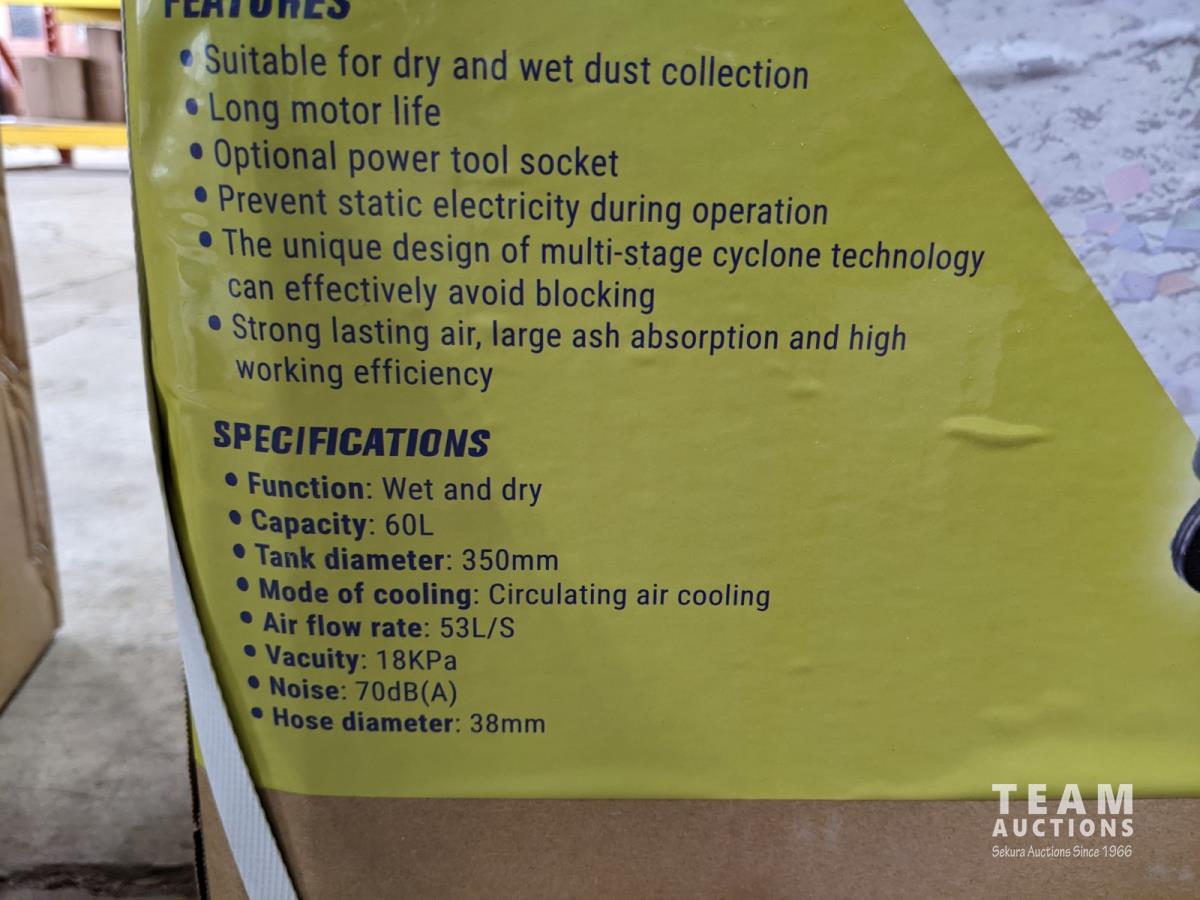 FEATURES
• Suitable for dry and wet dust collection
• Long motor life
• Optional power tool socket
• Prevent static electricity during operation
• The unique design of multi-stage cyclone technology
can effectively avoid blocking
• Strong lasting air, large ash absorption and high
working efficiency
SPECIFICATIONS
• Function: Wet and dry
• Capacity: 60L
• Tank diameter: 350mm
• Mode of cooling: Circulating air cooling
• Air flow rate: 53L/S
• Vacuity: 18KPa
• Noise: 70dB(A)
• Hose diameter: 38mm
TEAM
AUCTIONS
Sekura Auctions Since 1966